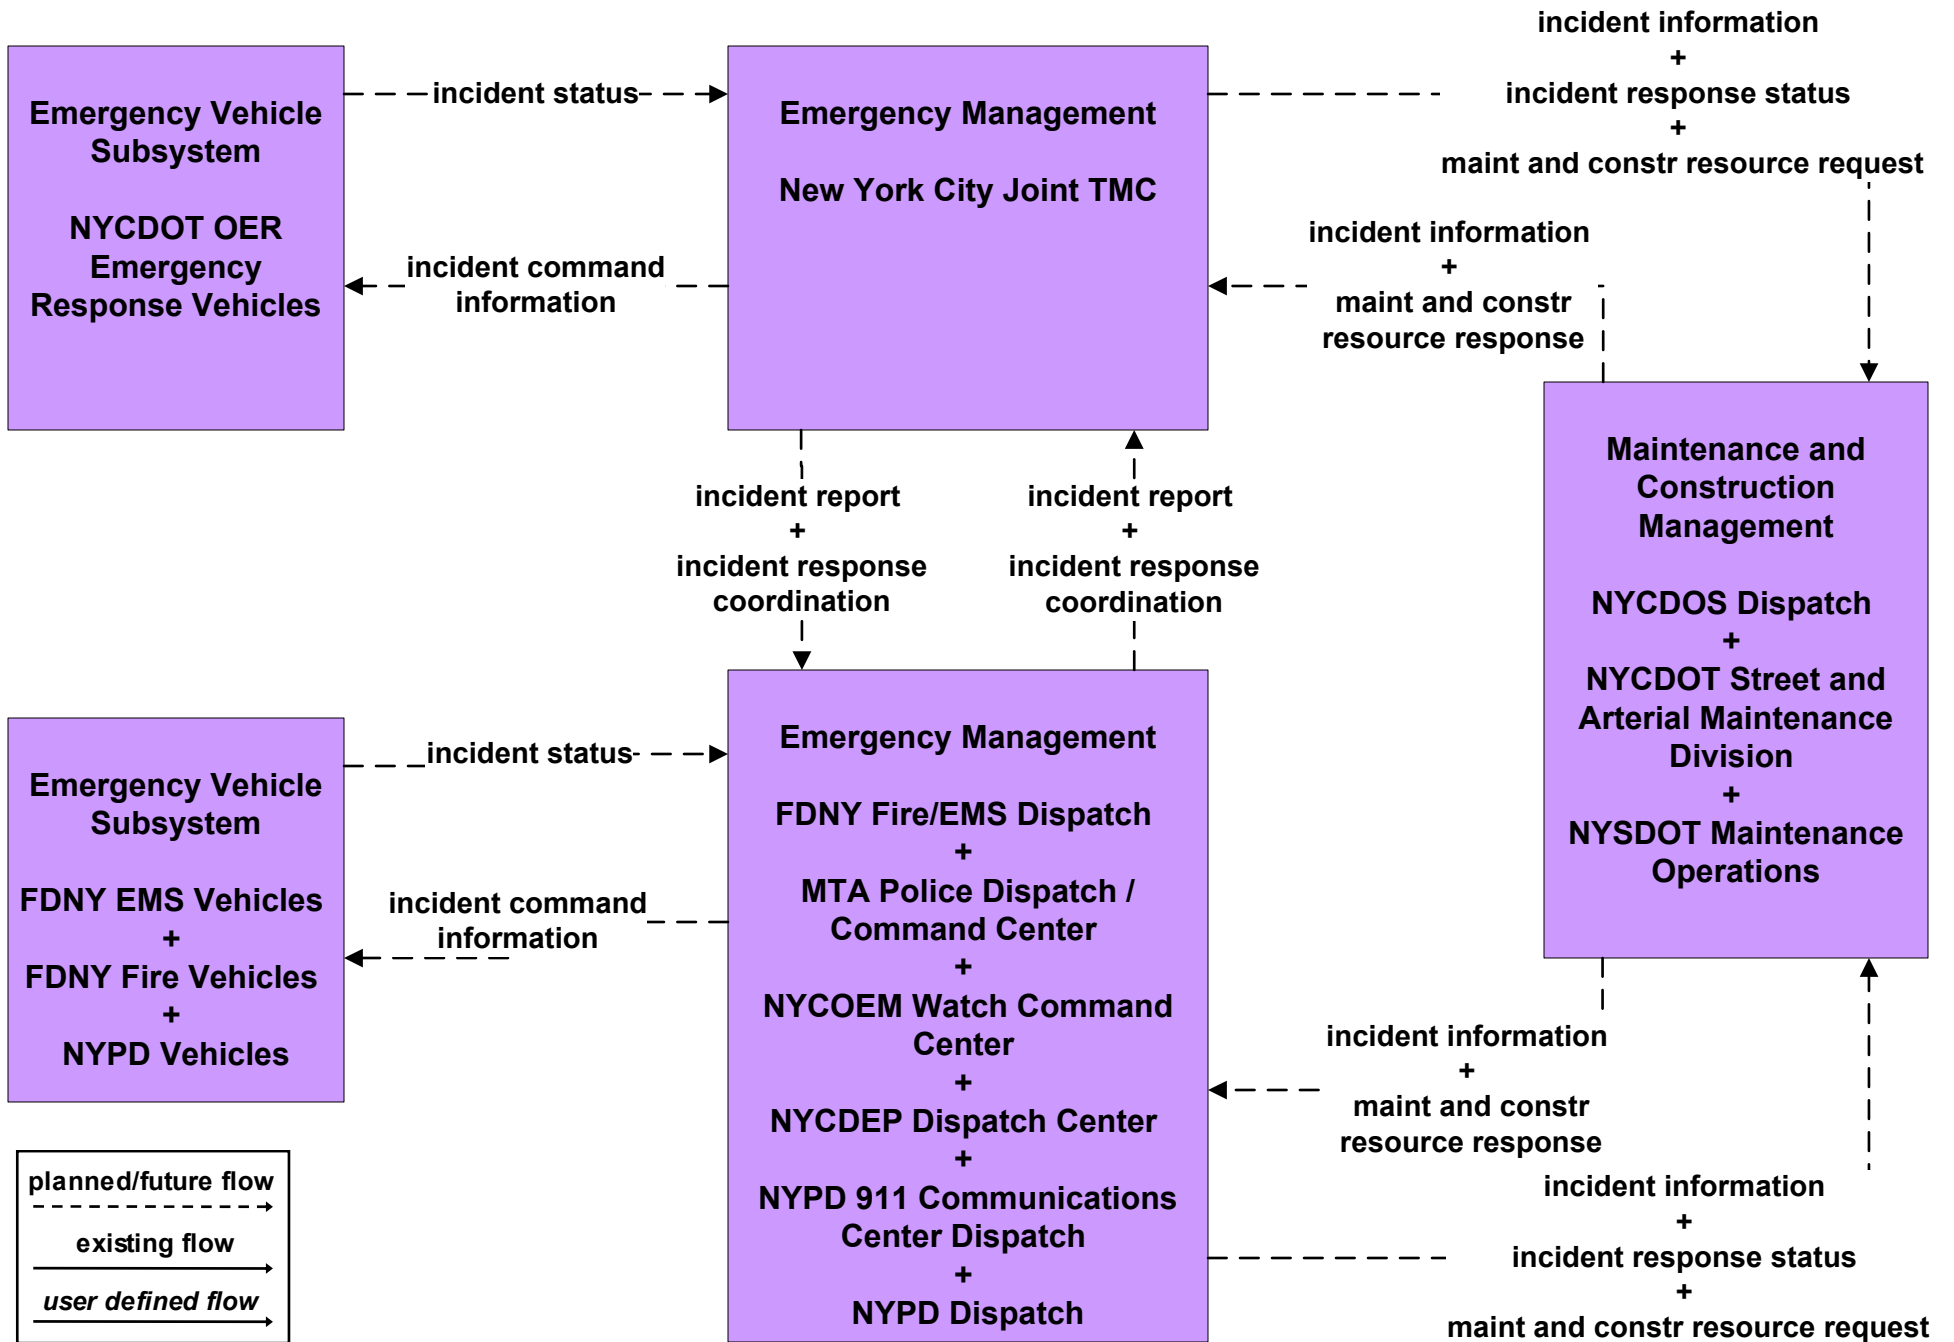 incident information
+
incident response status
+
maint and constr resource request
Emergency Vehicle
Subsystem
NYCDOT OER
Emergency
Response Vehicles
incident status
Emergency Management
New York City Joint TMC
incident command
information
incident information
+
maint and constr
resource response
incident report
+
incident response
coordination
incident report
+
incident response
coordination
Maintenance and
Construction
Management
NYCDOS Dispatch
+
NYCDOT Street and
Arterial Maintenance
Division
+
NYSDOT Maintenance
Operations
Emergency Vehicle
Subsystem
FDNY EMS Vehicles
+
FDNY Fire Vehicles
+
NYPD Vehicles
incident status
incident command
information
Emergency Management
FDNY Fire/EMS Dispatch
+
MTA Police Dispatch /
Command Center
+
NYCOEM Watch Command
Center
+
NYCDEP Dispatch Center
+
NYPD 911 Communications
Center Dispatch
+
NYPD Dispatch
incident information
+
maint and constr
resource response
incident information
+
incident response status
+
maint and constr resource request
planned/future flow
existing flow
user defined flow